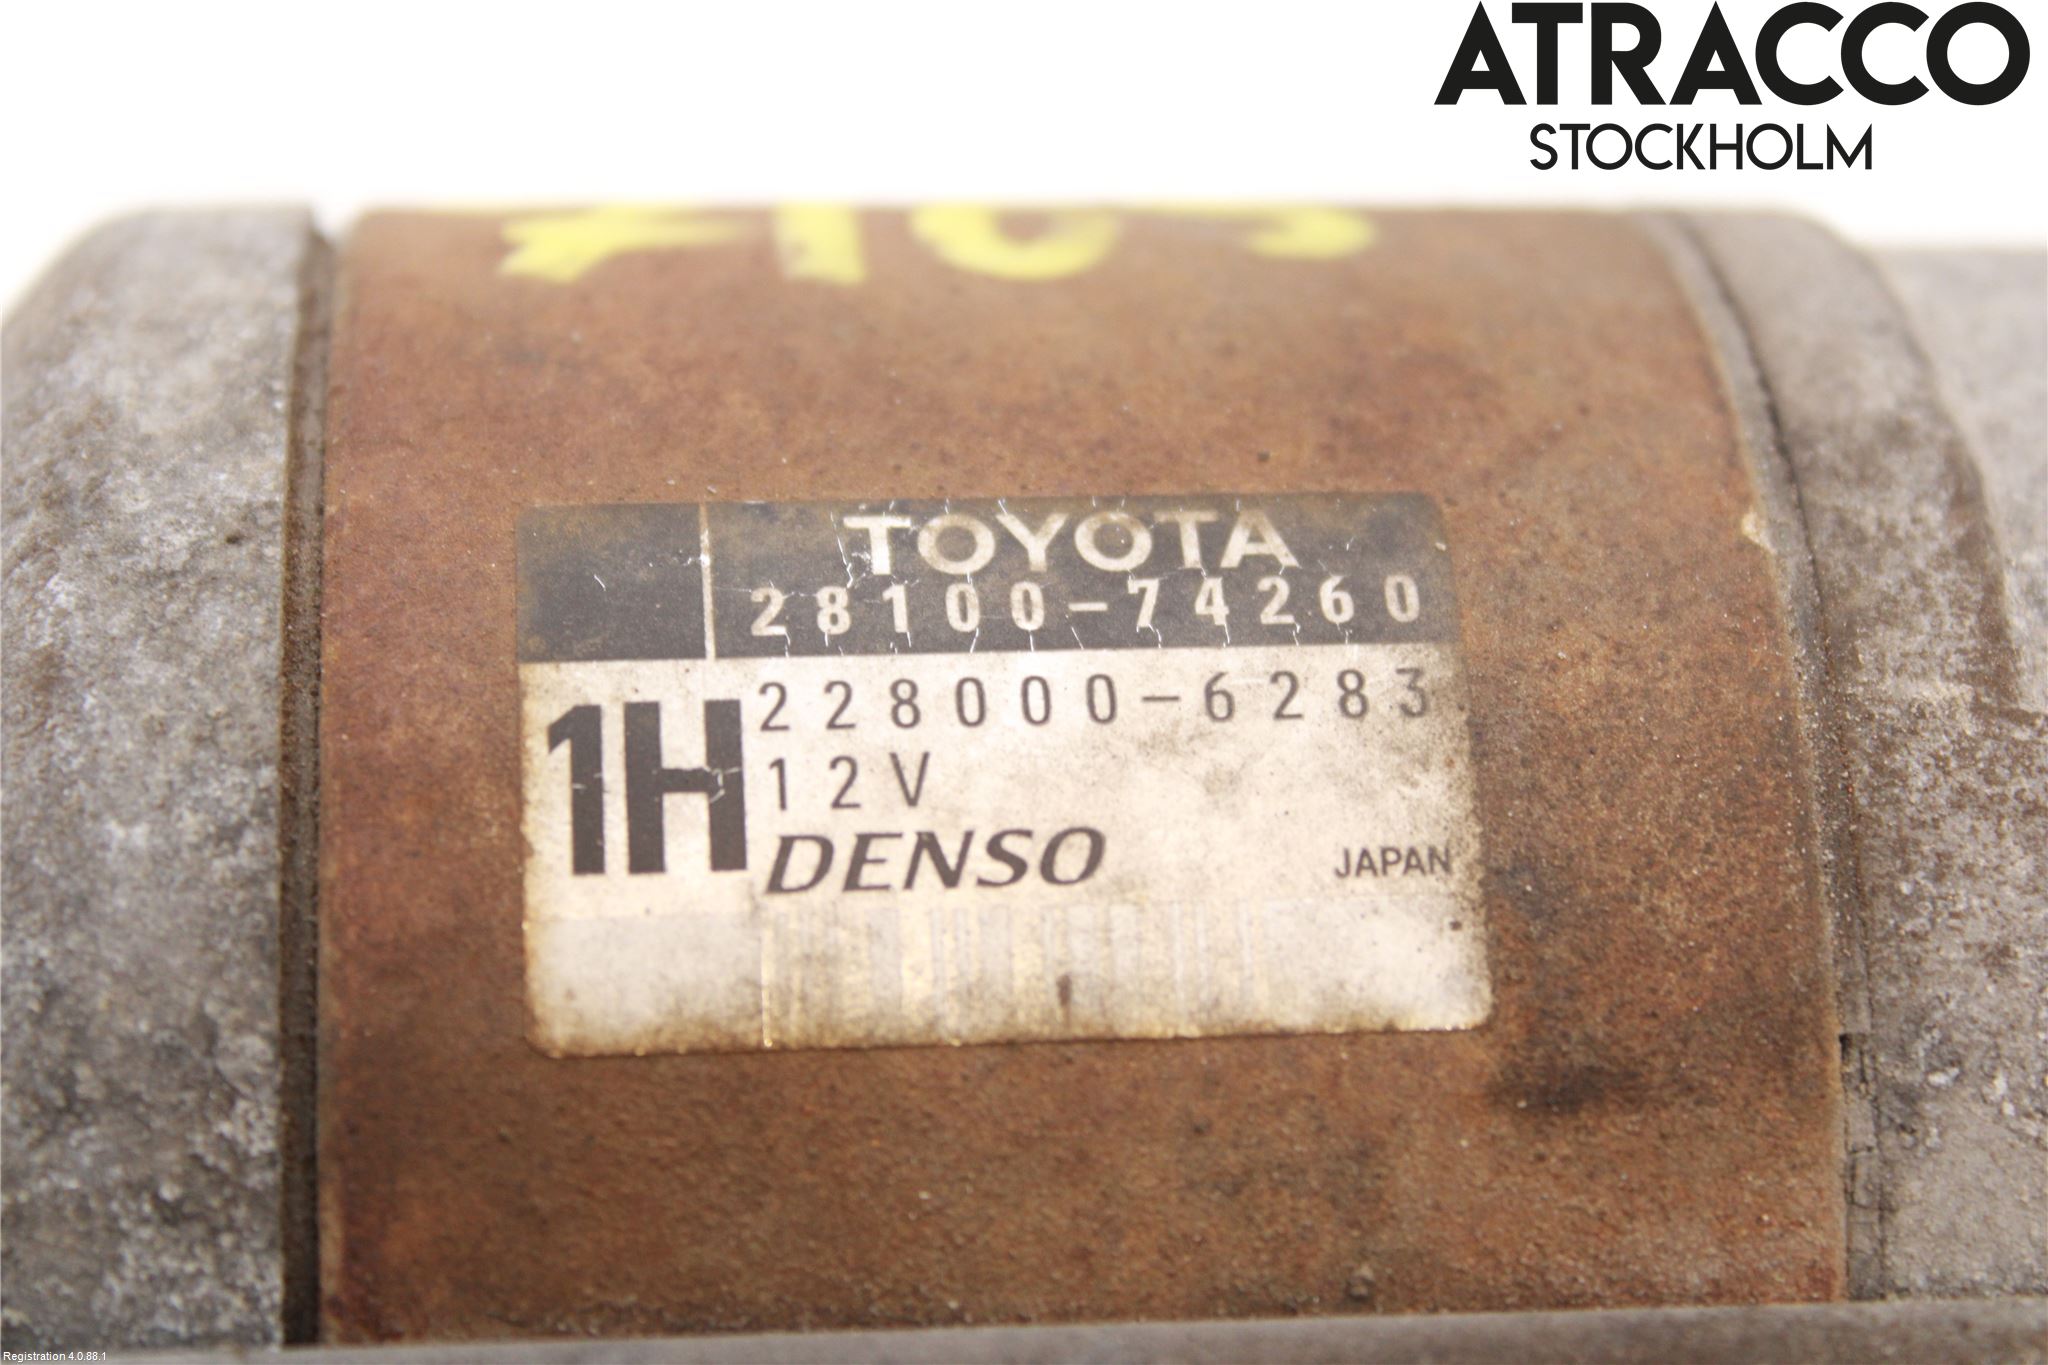 ATRACCO
STOCKHOLM
TOYOTA
28100-74260
1H
228000-6283
12V
DENSO
JAPAN
Registration 4.0.88.1